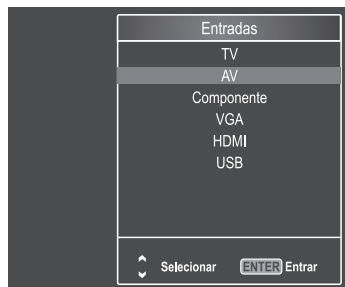 Entradas
TV
AV
Componente
VGA
HDMI
USB
Selecionar ENTER Entrar